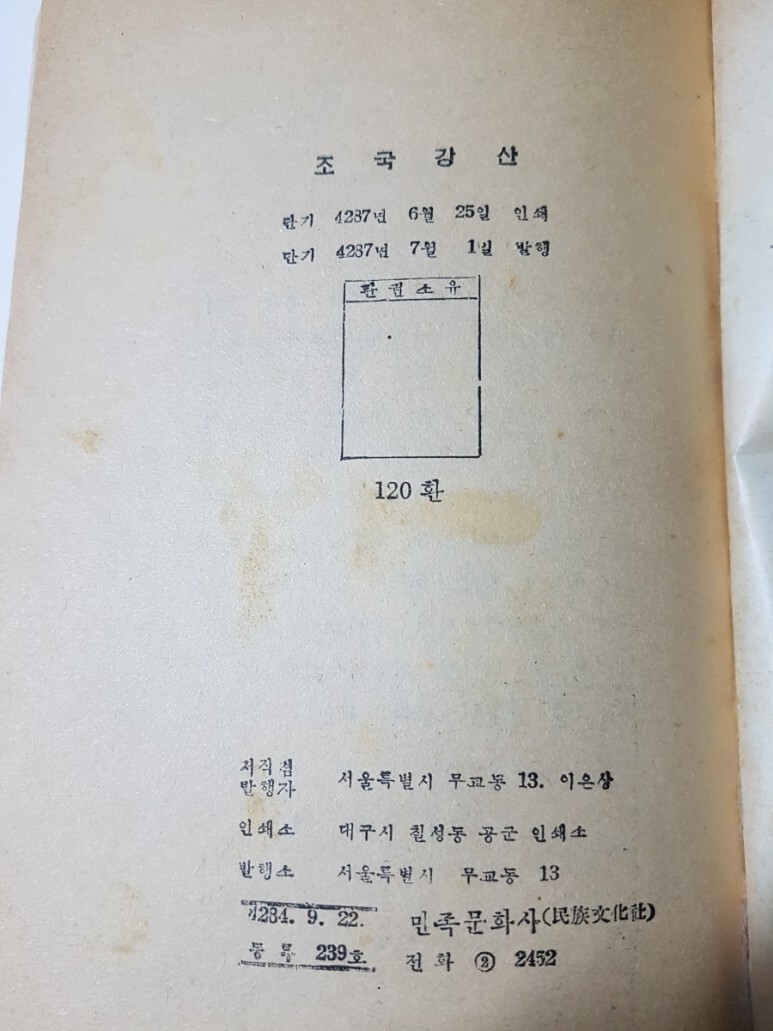 조국강산
단기 4287년 6월 25일 인쇄
단기 4287년 7월 1일 발행
판권소유
120환
저작겸
발행자 서울특별시 무교동 13. 이은상
인쇄소 대구시 칠성동 공군 인쇄소
발행소 서울특별시 무교동 13
4284. 9. 22. 민족문화사(民族文化社)
등록 239호 전화 ② 2452